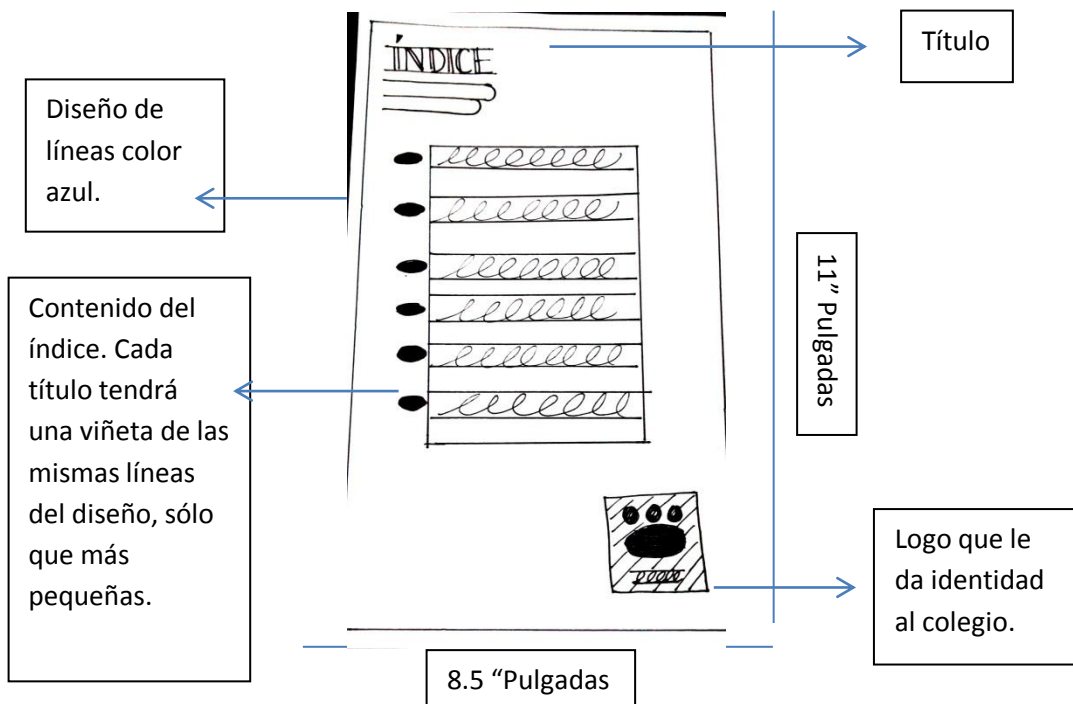 ÍNDICE
Título
Diseño de
líneas color
azul.
Contenido del
índice. Cada
título tendrá
una viñeta de las
mismas líneas
del diseño, sólo
que más
pequeñas.
11” Pulgadas
Logo que le
da identidad
al colegio.
8.5 “Pulgadas